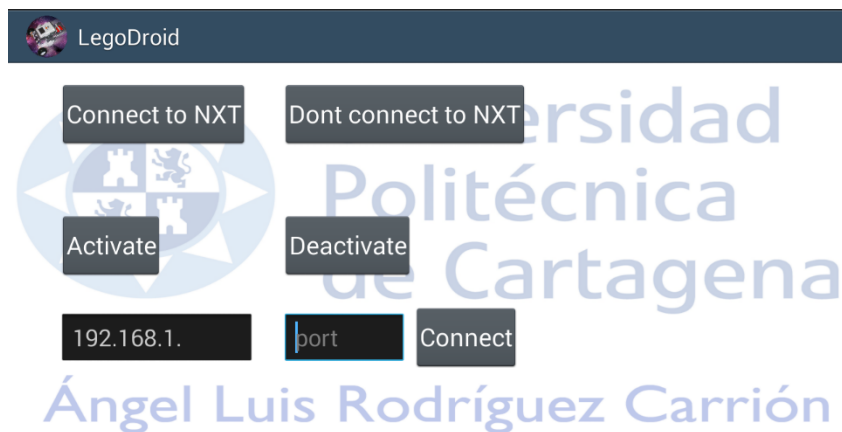 LegoDroid
Connect to NXT Dont connect to NXT ersidad
Politécnica
Activate Deactivate
de Cartagena
192.168.1. port Connect
Ángel Luis Rodríguez Carrión